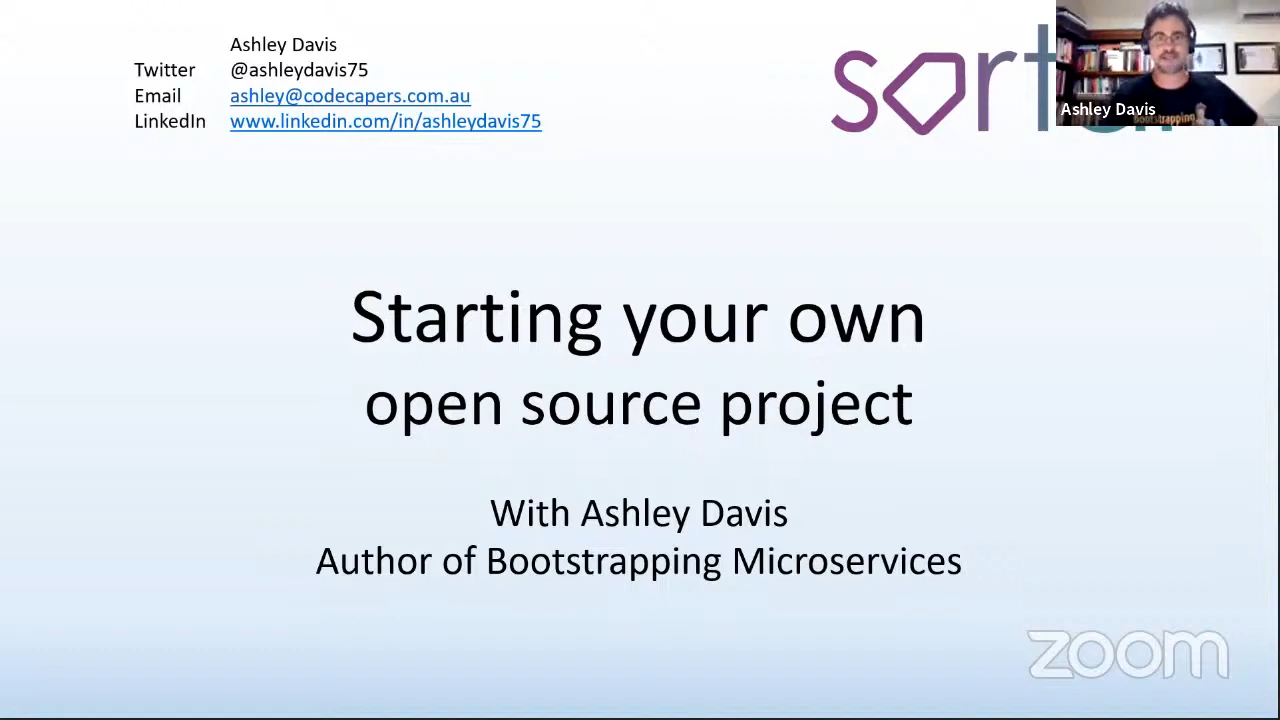 Ashley Davis
Twitter @ashleydavis75
Email ashley@codecapers.com.au
LinkedIn www.linkedin.com/in/ashleydavis75
Ashley Davis
bootstrapping
Starting your own
open source project
With Ashley Davis
Author of Bootstrapping Microservices
zoom